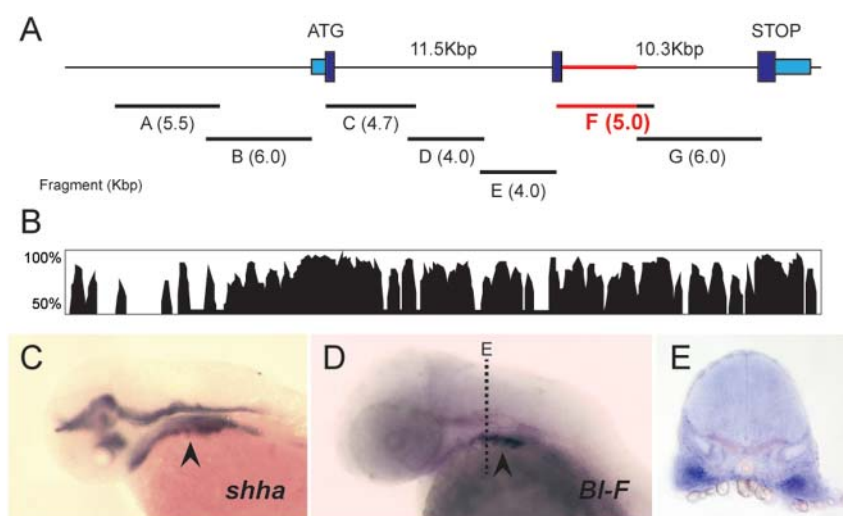 A
ATG
11.5Kbp
10.3Kbp
STOP
A (5.5)
C (4.7)
F (5.0)
B (6.0)
D (4.0)
G (6.0)
E (4.0)
Fragment (Kbp)
B
100%
50%
C
shha
D
E
BI-F
E